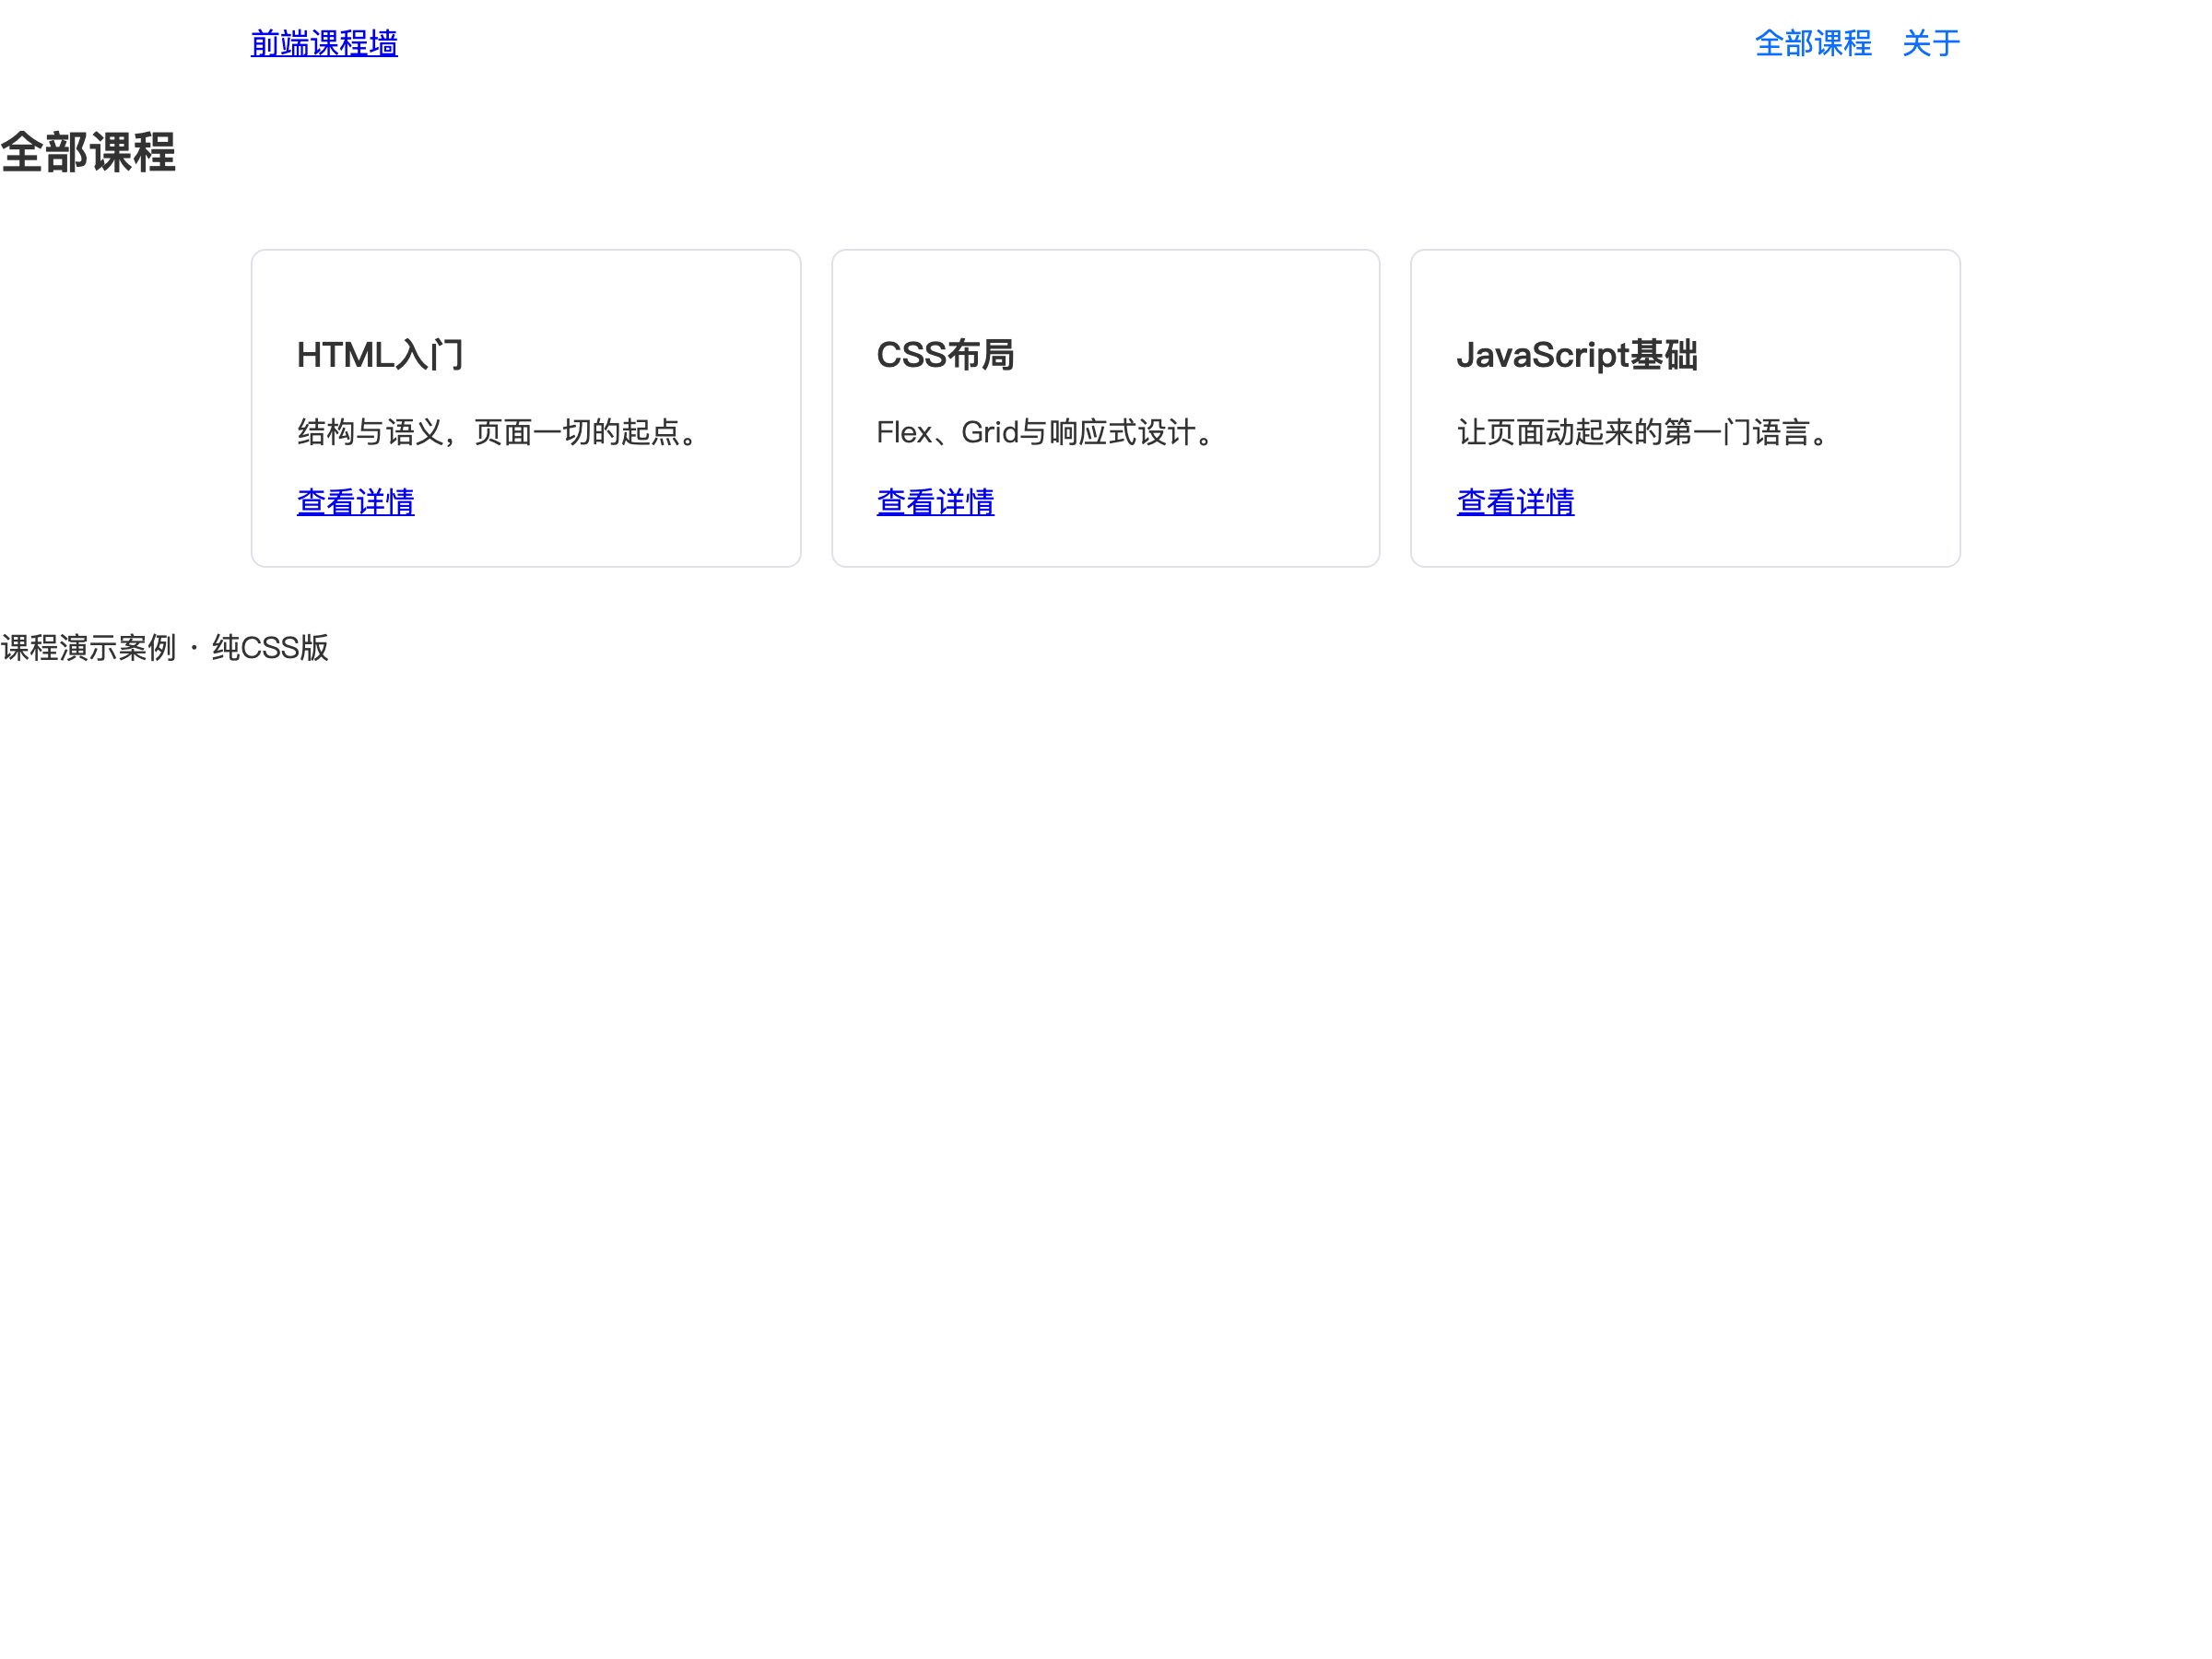 前端课程墙
全部课程 关于
全部课程
HTML入门
结构与语义，页面一切的起点。
查看详情
CSS布局
Flex、Grid与响应式设计。
查看详情
JavaScript基础
让页面动起来的第一门语言。
查看详情
课程演示案例 · 纯CSS版